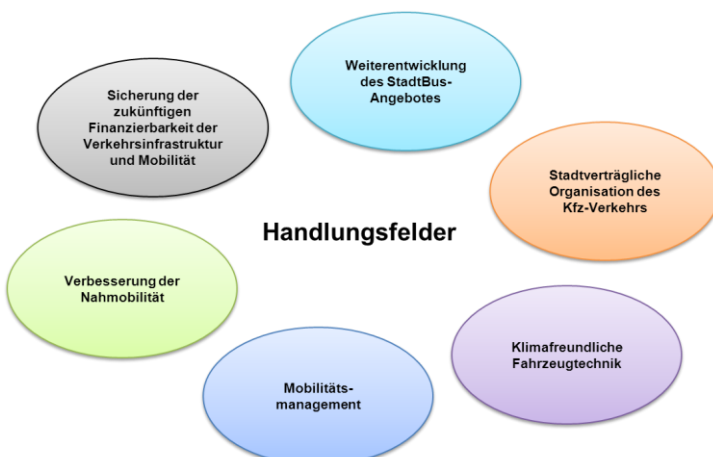 Weiterentwicklung
des StadtBus-
Angebotes
Sicherung der
zukünftigen
Finanzierbarkeit der
Verkehrsinfrastruktur
und Mobilität
Stadtverträgliche
Organisation des
Kfz-Verkehrs
Handlungsfelder
Verbesserung der
Nahmobilität
Klimafreundliche
Fahrzeugtechnik
Mobilitäts-
management